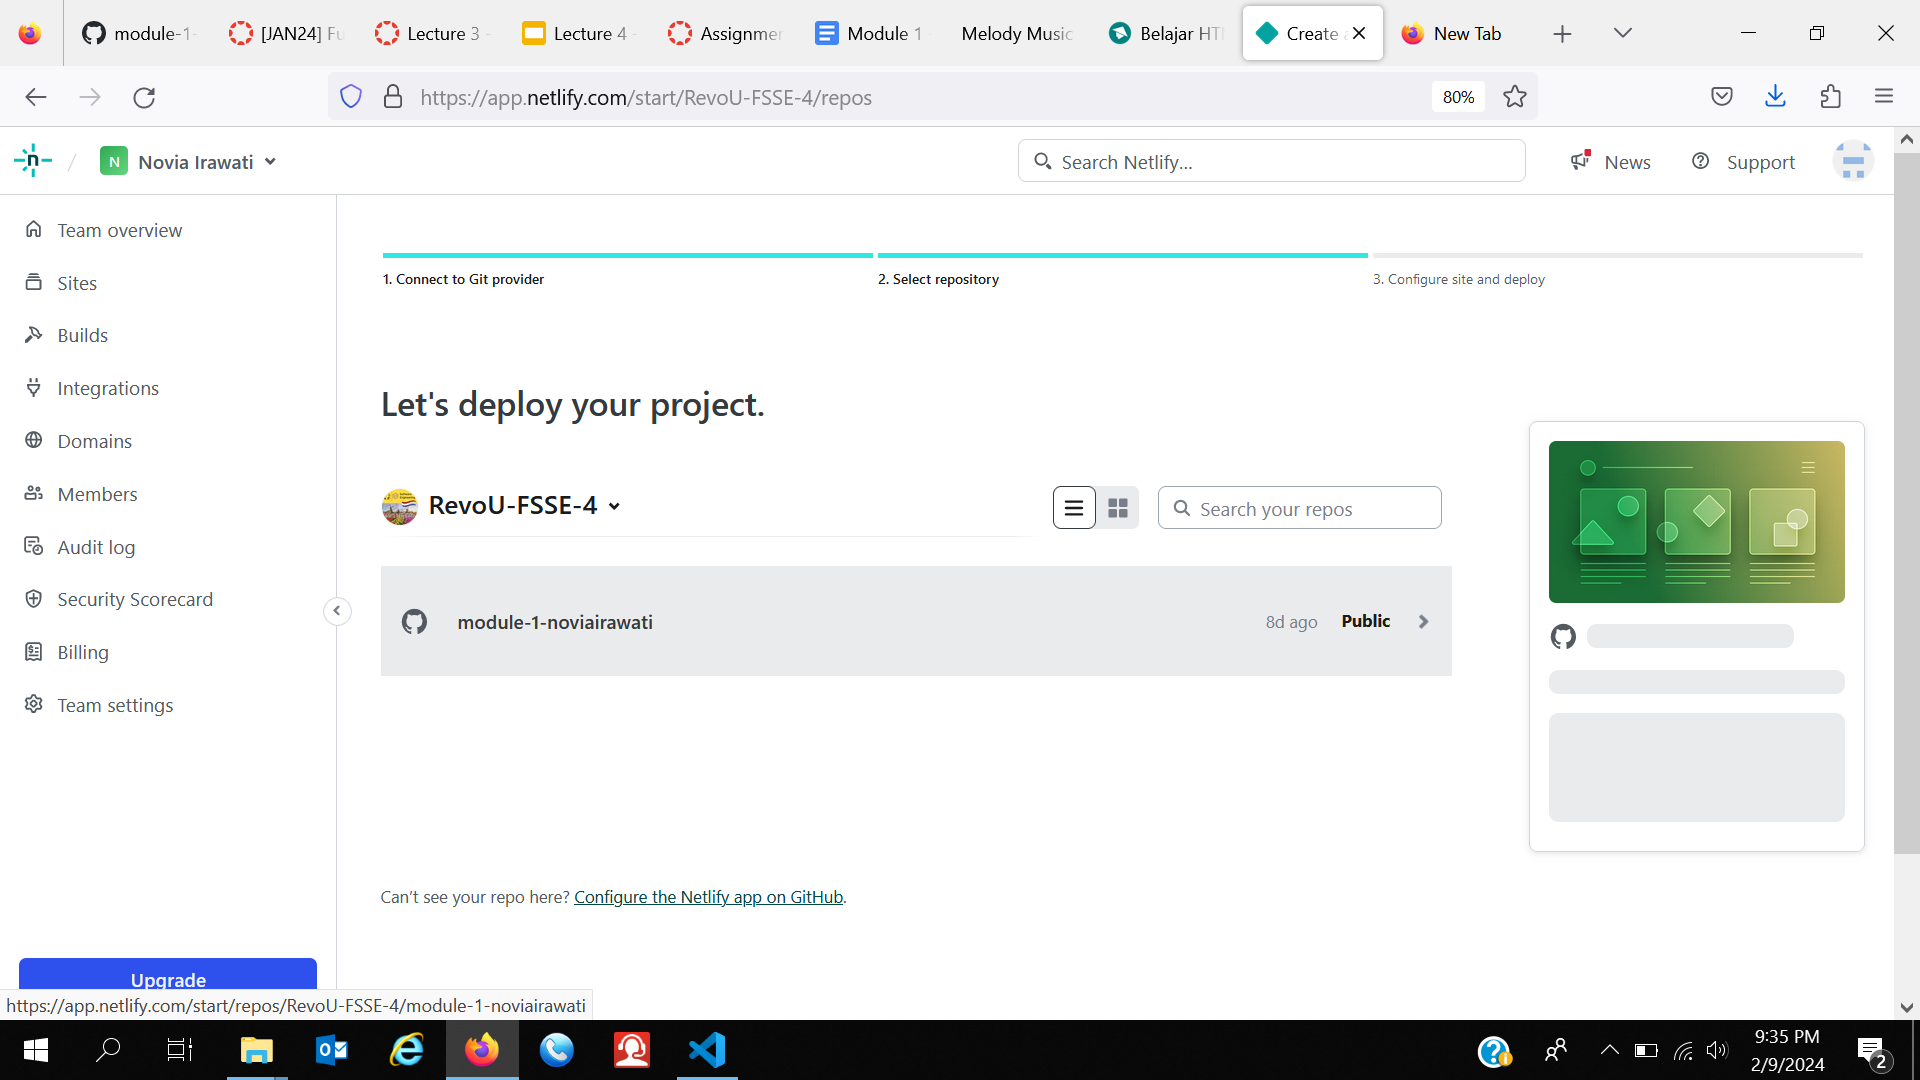 module-1-
[JAN24] Fu
Lecture 3 -
Lecture 4 -
Assignmen
Module 1 -
Melody Music
Belajar HT
Create a
New Tab
https://app.netlify.com/start/RevoU-FSSE-4/repos
80%
n
/
N
Novia Irawati
Search Netlify...
News
Support
Team overview
Sites
Builds
Integrations
Domains
Members
Audit log
Security Scorecard
Billing
Team settings
Upgrade
1. Connect to Git provider
2. Select repository
3. Configure site and deploy
Let's deploy your project.
RevoU-FSSE-4
Search your repos
module-1-noviairawati
8d ago
Public
Can’t see your repo here? Configure the Netlify app on GitHub.
https://app.netlify.com/start/repos/RevoU-FSSE-4/module-1-noviairawati
9:35 PM
2/9/2024
2